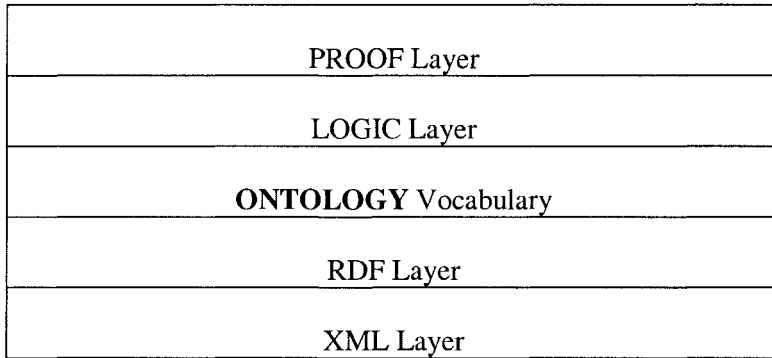 PROOF Layer
LOGIC Layer
ONTOLOGY Vocabulary
RDF Layer
XML Layer